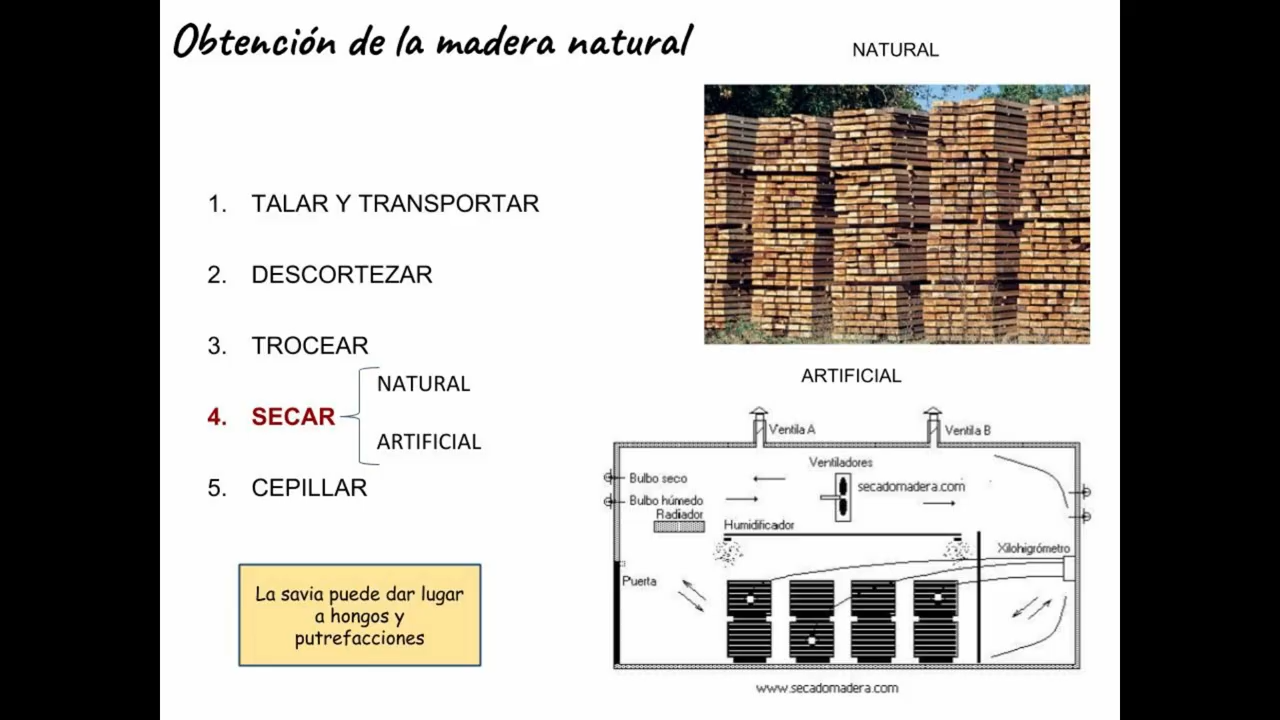 Obtención de la madera natural
NATURAL
1. TALAR Y TRANSPORTAR
2. DESCORTEZAR
3. TROCEAR
NATURAL
4. SECAR
ARTIFICIAL
5. CEPILLAR
La savia puede dar lugar
a hongos y
putrefacciones
ARTIFICIAL
Ventila A
Ventila B
Ventiladores
Bulbo seco
secadomadera.com
Bulbo húmedo
Radiador
Humidificador
Xilohigrómetro
Puerta
www.secadomadera.com